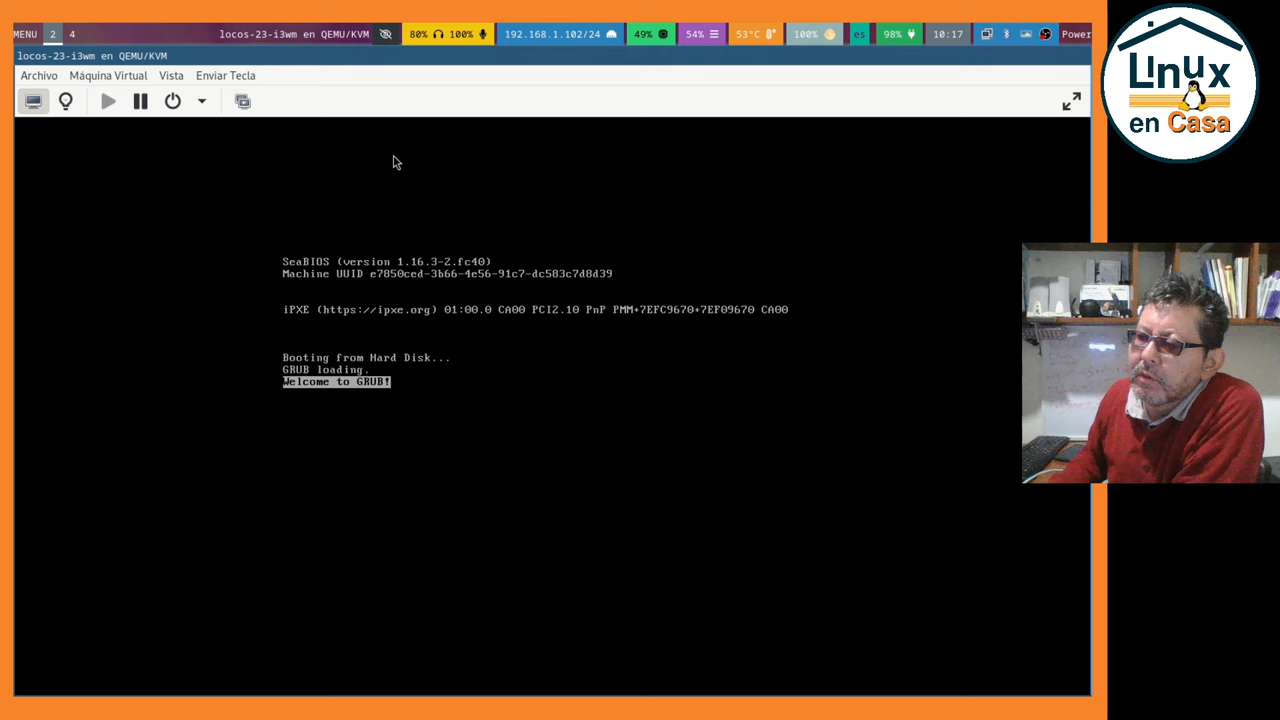 MENU 2 4 locos-23-i3wm en QEMU/KVM 80% 100% 192.168.1.102/24 49% 54% 53°C 100% es 98% 10:17 Power
locos-23-i3wm en QEMU/KVM
Archivo Máquina Virtual Vista Enviar Tecla
SeaBIOS (version 1.16.3-2.fc40)
Machine UUID e7850ced-3b66-4e56-91c7-dc583c7d8d39
iPXE (https://ipxe.org) 01:00.0 CA00 PCI2.10 PnP PMM+7EFC9670+7EF09670 CA00
Booting from Hard Disk...
GRUB loading.
Welcome to GRUB!
Linux
en Casa